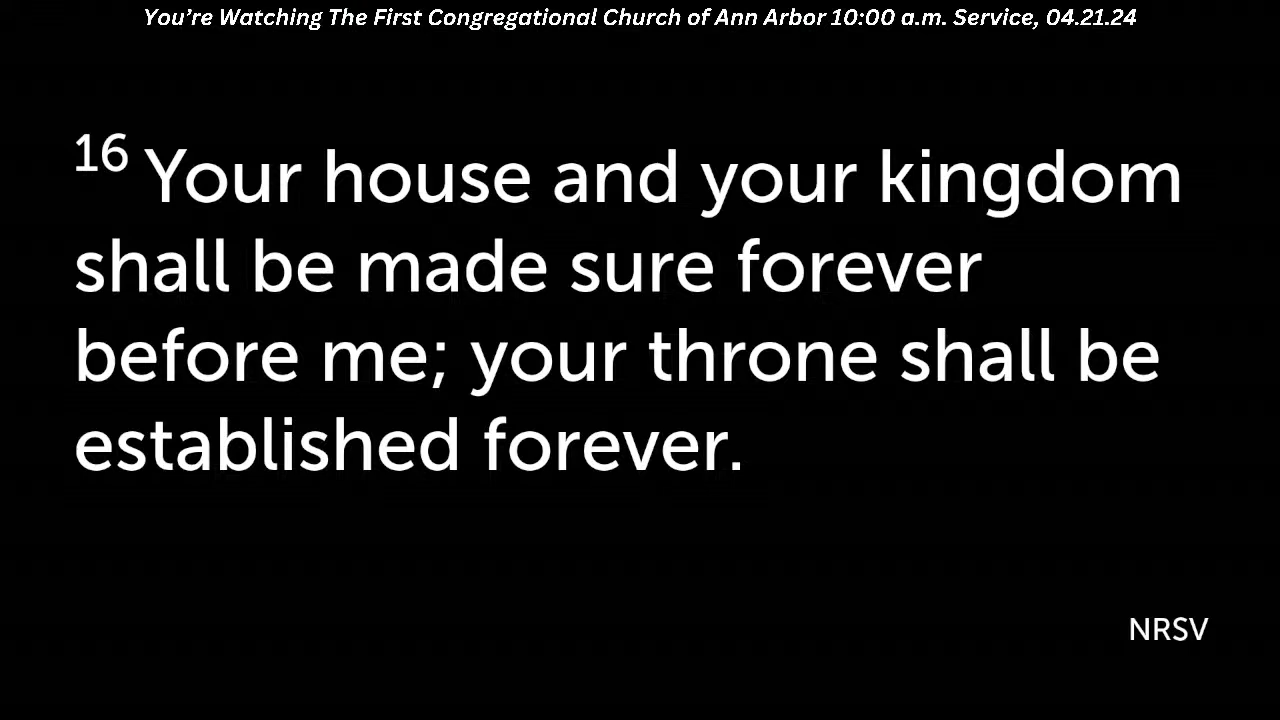 You're Watching The First Congregational Church of Ann Arbor 10:00 a.m. Service, 04.21.24
16 Your house and your kingdom
shall be made sure forever
before me; your throne shall be
established forever.
NRSV